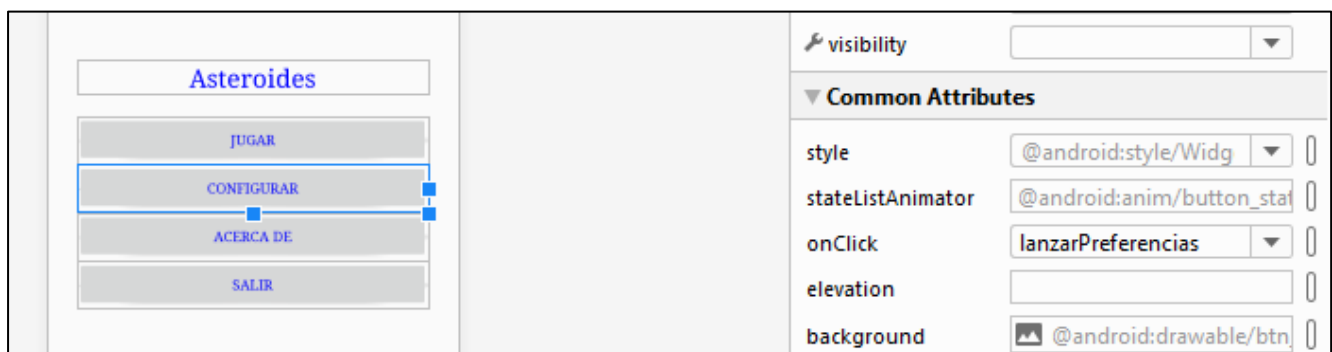 Asteroides
JUGAR
CONFIGURAR
ACERCA DE
SALIR
visibility
Common Attributes
style @android:style/Widg
stateListAnimator @android:anim/button_stat
onClick lanzarPreferencias
elevation
background @android:drawable/btn_